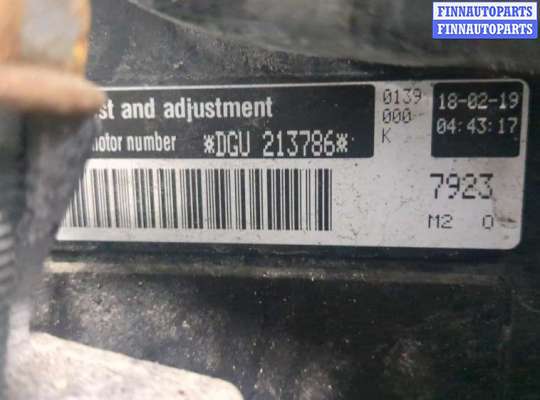 FINNAUTOPARTS
FINNAUTOPARTS
st and adjustment
motor number *DGU 213786*
0139
000
K
18-02-19
04:43:17
7923
M2 0